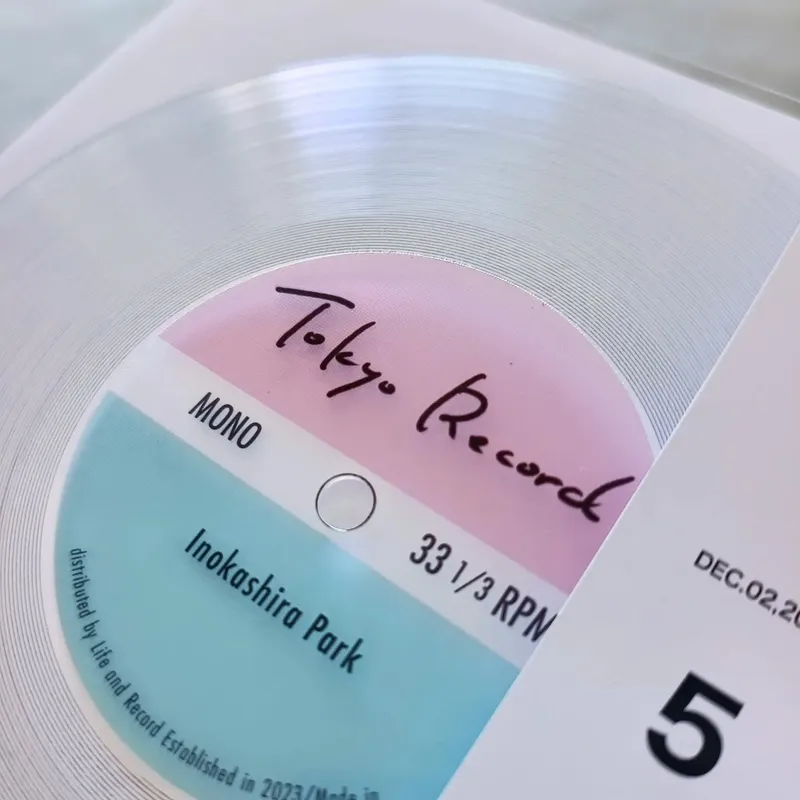 Tokyo Record
MONO
33 1/3 RPM
Inokashira Park
distributed by Life and Record Established in 2023/Made in
DEC.02,20
5